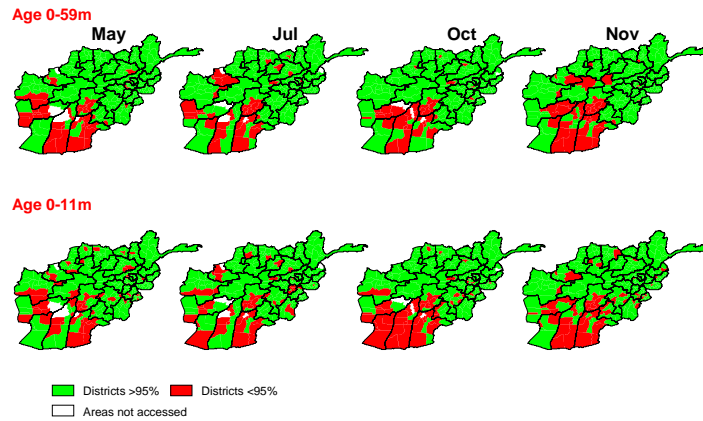 Age 0-59m
May Jul Oct Nov
Age 0-11m
Districts >95% Districts <95%
Areas not accessed